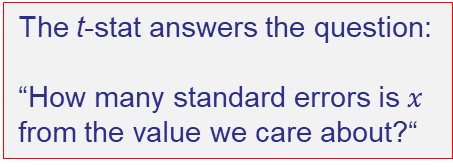 The t-stat answers the question:
“How many standard errors is x
from the value we care about?“